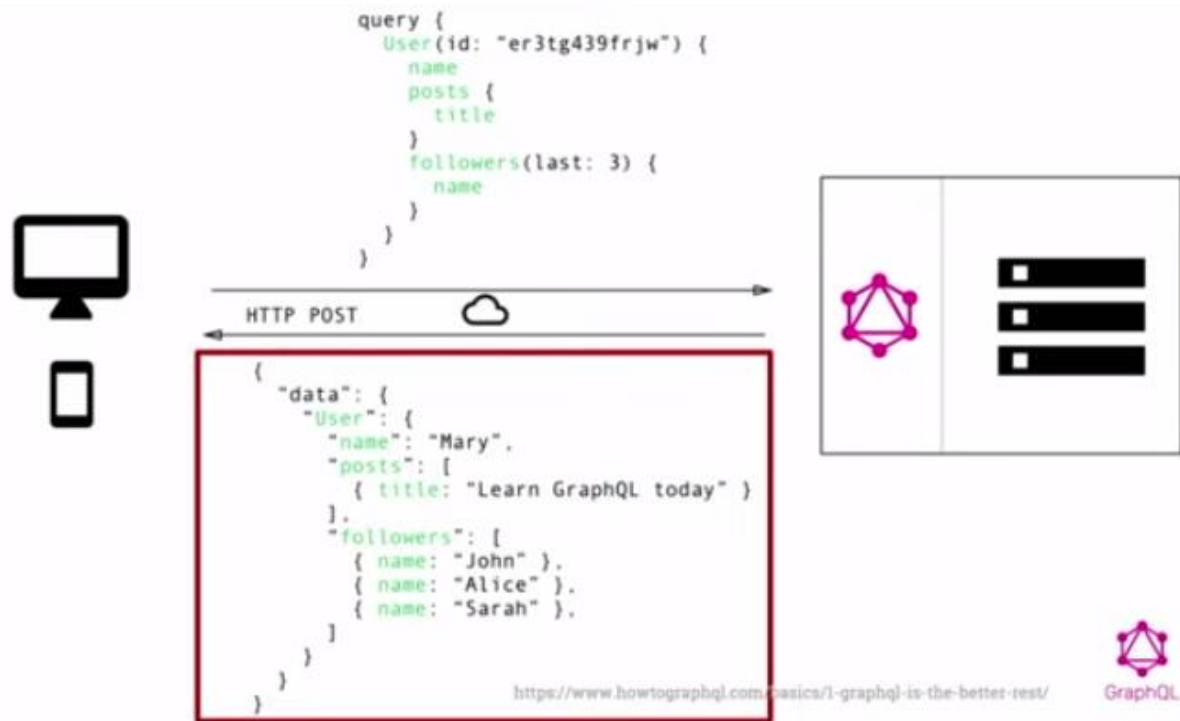 query {
User(id: "er3tg439frjw") {
name
posts {
title
}
followers(last: 3) {
name
}
}
}
HTTP POST
{
"data": {
"User": {
"name": "Mary",
"posts": [
{ title: "Learn GraphQL today" }
],
"followers": [
{ name: "John" },
{ name: "Alice" },
{ name: "Sarah" },
]
}
}
}
https://www.howtographql.com/basics/1-graphql-is-the-better-rest/
GraphQL